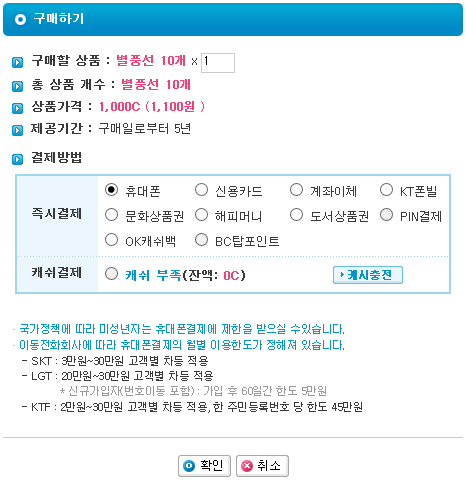 구매하기
구매할 상품 : 별풍선 10개 x 1
총 상품 개수 : 별풍선 10개
상품가격 : 1,000C (1,100원 )
제공기간 : 구매일로부터 5년
결제방법
즉시결제
휴대폰 신용카드 계좌이체 KT폰빌
문화상품권 해피머니 도서상품권 PIN결제
OK캐쉬백 BC탑포인트
캐쉬결제 캐쉬 부족(잔액: 0C) 캐시충전
· 국가정책에 따라 미성년자는 휴대폰결제에 제한을 받으실 수있습니다.
· 이동전화회사에 따라 휴대폰결제의 월별 이용한도가 정해져 있습니다.
- SKT : 3만원~30만원 고객별 차등 적용
- LGT : 20만원~30만원 고객별 차등 적용
* 신규가입자(번호이동 포함) : 가입 후 60일간 한도 5만원
- KTF : 2만원~30만원 고객별 차등 적용, 한 주민등록번호 당 한도 45만원
확인 취소